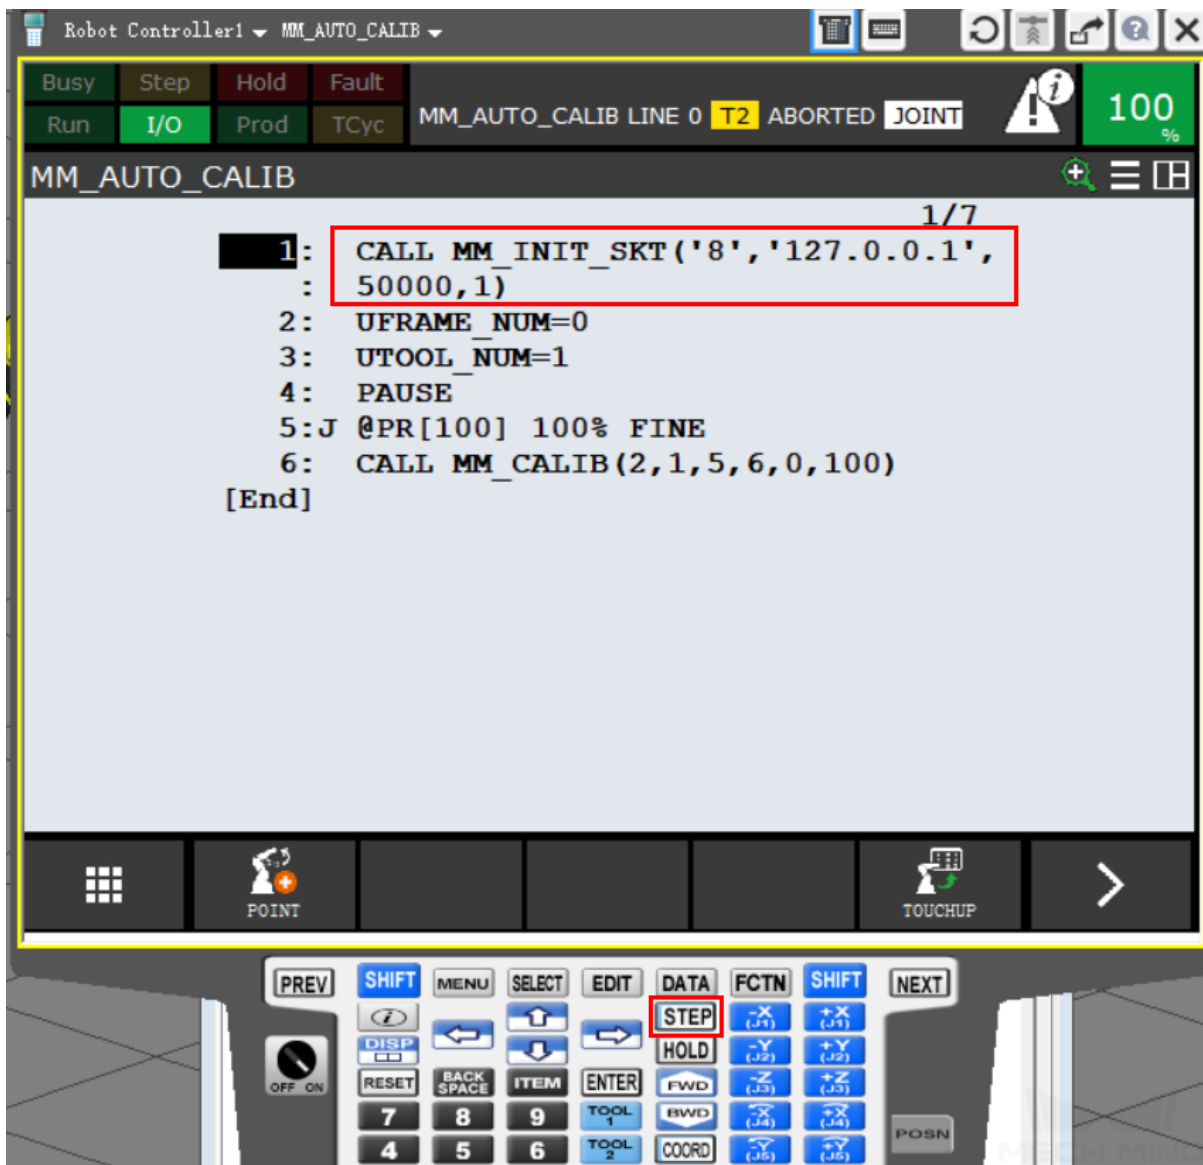 Robot Controller1 MM_AUTO_CALIB
Busy Step Hold Fault
Run I/O Prod TCyc
MM_AUTO_CALIB LINE 0 T2 ABORTED JOINT
100
%
MM_AUTO_CALIB
1/7
1: CALL MM_INIT_SKT('8','127.0.0.1',
: 50000,1)
2: UFRAME_NUM=0
3: UTOOL_NUM=1
4: PAUSE
5:J @PR[100] 100% FINE
6: CALL MM_CALIB(2,1,5,6,0,100)
[End]
POINT TOUCHUP
PREV SHIFT MENU SELECT EDIT DATA FCTN SHIFT NEXT
i STEP -X (J1) +X (J1)
DISP HOLD -Y (J2) +Y (J2)
OFF ON RESET BACK SPACE ITEM ENTER FWD -Z (J3) +Z (J3)
7 8 9 TOOL 1 BWD -X (J4) +X (J4)
POSN
4 5 6 TOOL 2 COORD -Y (J5) +Y (J5)
MECH MIND